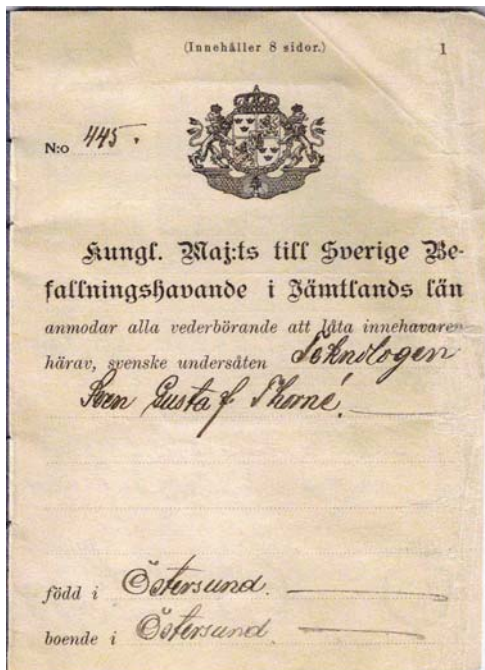 (Innehåller 8 sidor.) 1
N:o 445.
Kungl. Maj:ts till Sverige Be-
fallningshavande i Jämtlands län
anmodar alla vederbörande att låta innehavaren
härav, svenske undersåten Teknologen
Sven Gustaf Thorné.
född i Östersund.
boende i Östersund.